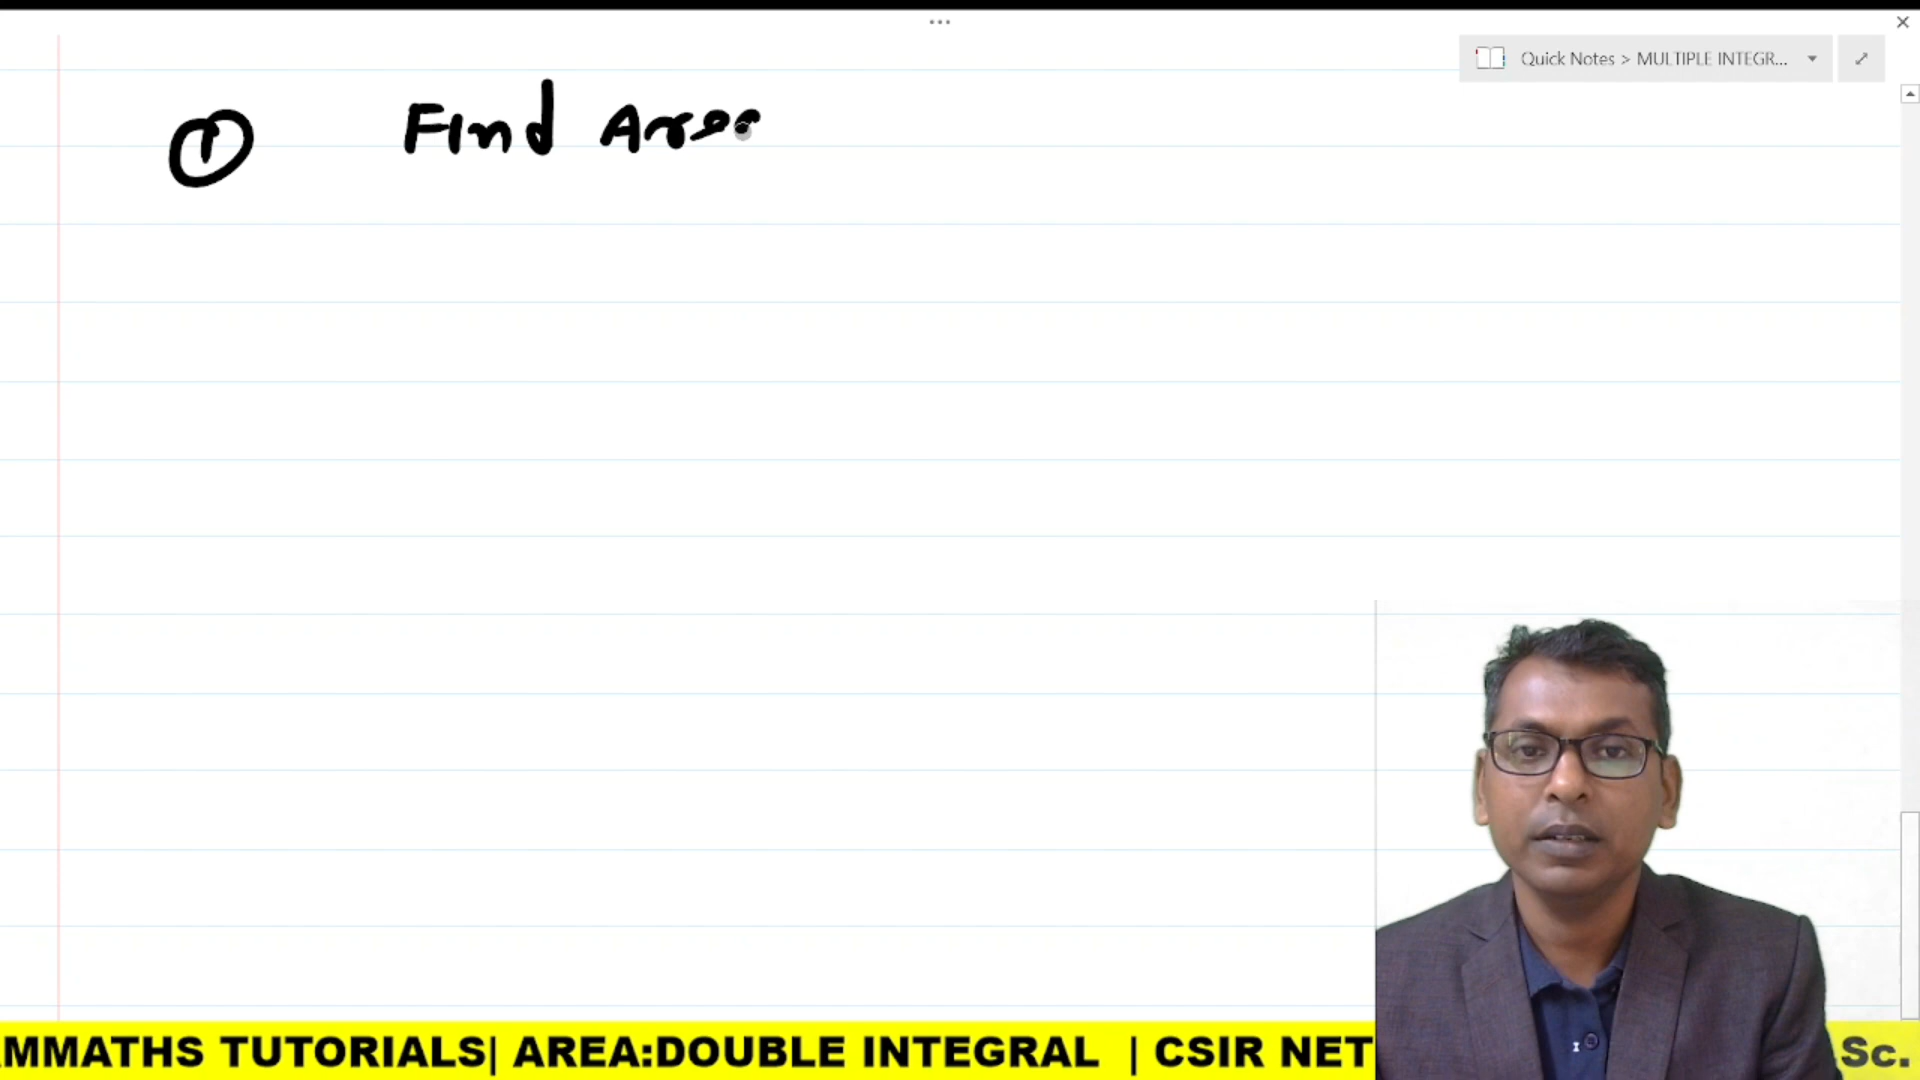 Quick Notes > MULTIPLE INTEGR...
1 Find Area
MMATHS TUTORIALS| AREA:DOUBLE INTEGRAL | CSIR NET
.Sc.